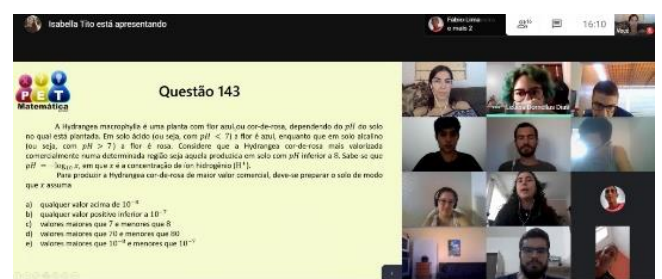 Isabella Tito está apresentando
Fabno Lima
e mais 2
16:10
Você
PET
Matemática
Questão 143
A Hydrangea macrophylla é uma planta com flor azul,ou cor-de-rosa, dependendo do pH do solo
no qual está plantada. Em solo ácido (ou seja, com pH < 7) a flor é azul, enquanto que em solo alcalino
(ou seja, com pH > 7) a flor é rosa. Considere que a Hydrangea cor-de-rosa mais valorizada
comercialmente numa determinada região seja aquela produzida em solo com pH inferior a 8. Sabe-se que
pH = −log₁₀ x, em que x é a concentração de íon hidrogênio (H⁺).
Para produzir a Hydrangea cor-de-rosa de maior valor comercial, deve-se preparar o solo de modo
que x assuma
a) qualquer valor acima de 10⁻⁸
b) qualquer valor positivo inferior a 10⁻⁷
c) valores maiores que 7 e menores que 8
d) valores maiores que 70 e menores que 80
e) valores maiores que 10⁻⁸ e menores que 10⁻⁷